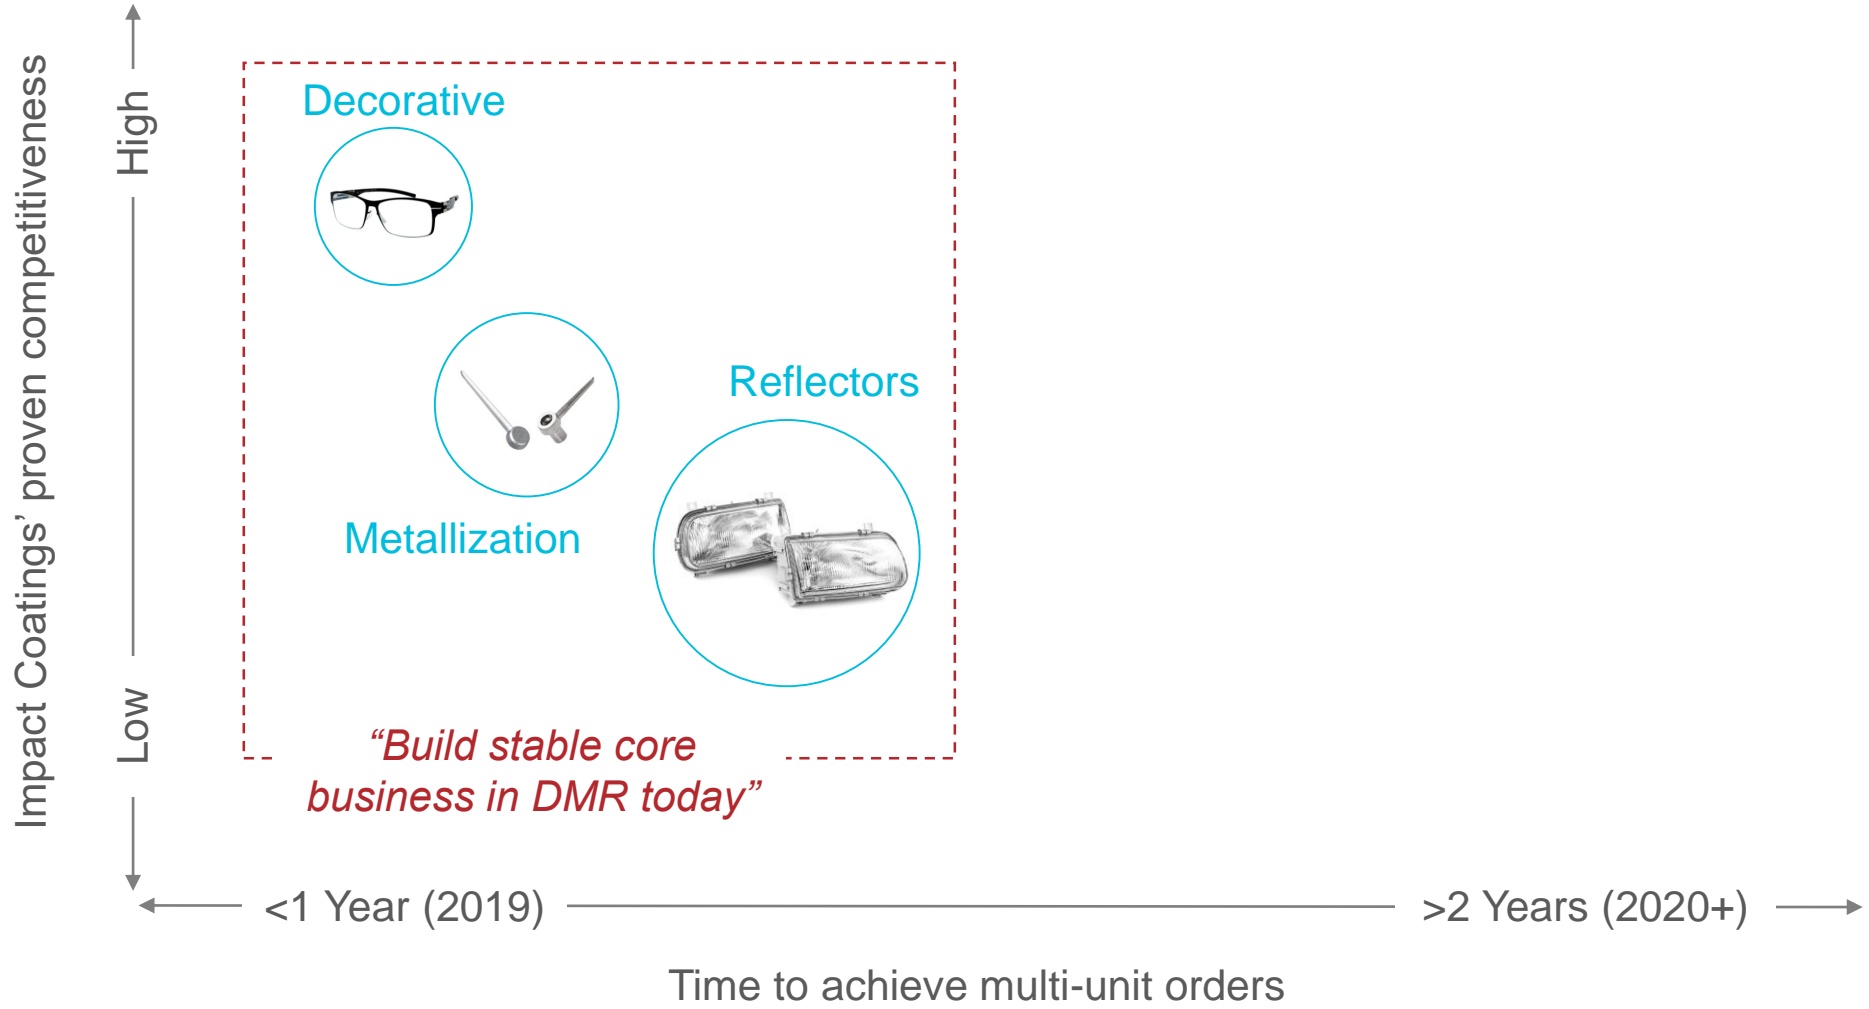 Impact Coatings’ proven competitiveness
High
Low
Decorative
Metallization
Reflectors
“Build stable core
business in DMR today”
<1 Year (2019)
>2 Years (2020+)
Time to achieve multi-unit orders